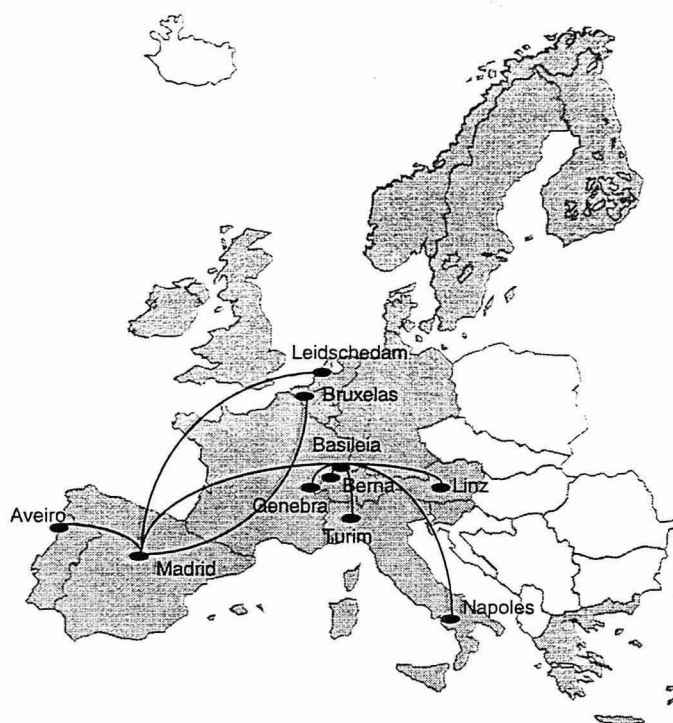 Leidschedam
Bruxelas
Basileia
Berna
Linz
Genebra
Aveiro
Turim
Madrid
Napoles